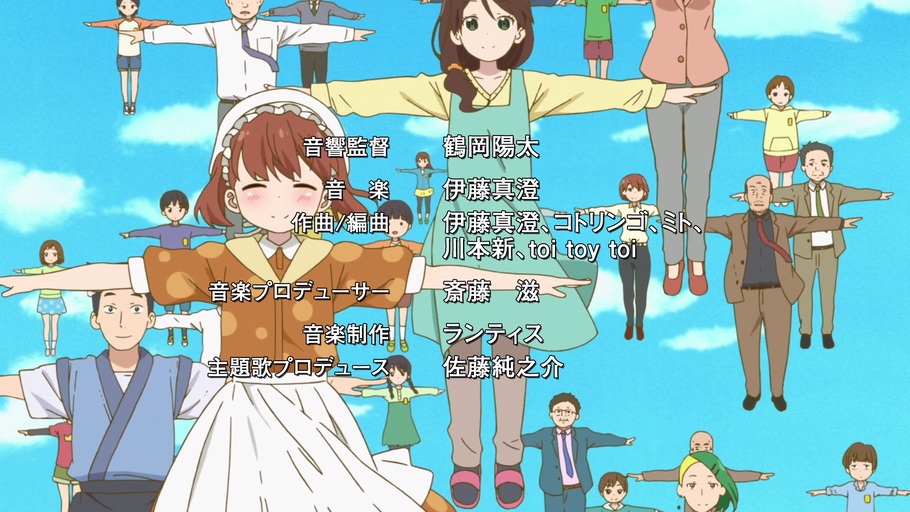 音響監督 鶴岡陽太
音 楽 伊藤真澄
作曲/編曲 伊藤真澄、コトリンゴ、ミト、
川本新、toi toy toi
音楽プロデューサー 斎藤 滋
音楽制作 ランティス
主題歌プロデュース 佐藤純之介